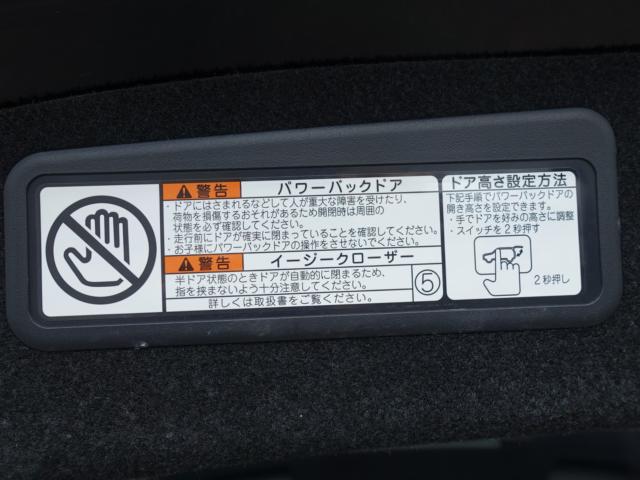 警告 パワーバックドア
・ドアにはさまれるなどして人が重大な障害を受けたり、
荷物を損傷するおそれがあるため開閉時は周囲の
状態を必ず確認してください。
・走行前にドアが確実に閉まっていることを確認してください。
・お子様にパワーバックドアの操作をさせないでください。
警告 イージークローザー
半ドア状態のときドアが自動的に閉まるため、
指を挟まないよう十分注意してください。
⑤
詳しくは取扱書をご覧ください。
ドア高さ設定方法
下記手順でパワーバックドアの
開き高さを設定できます。
・手でドアを好みの高さに調整
・スイッチを2秒押す
2秒押し